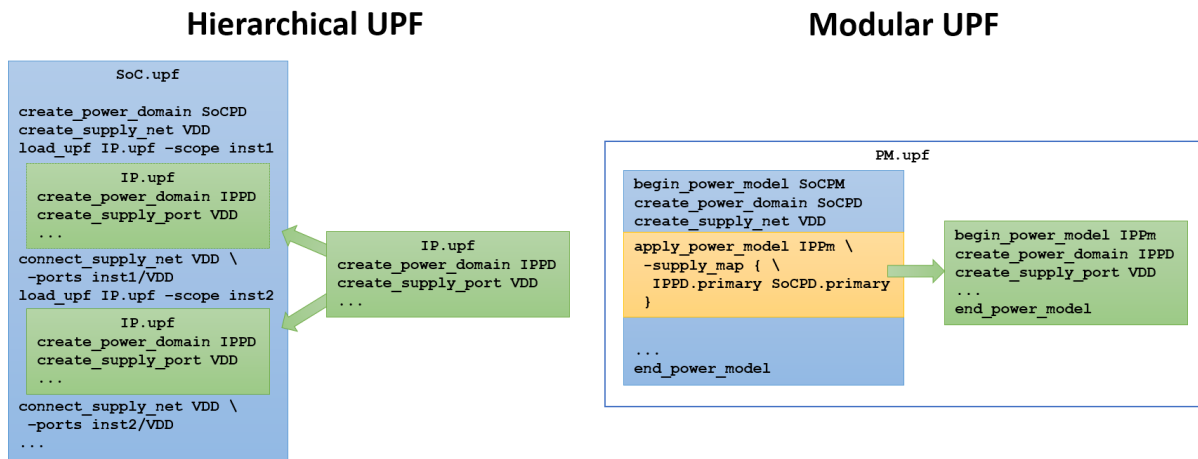 Hierarchical UPF
SoC.upf
create_power_domain SoCPD
create_supply_net VDD
load_upf IP.upf –scope inst1
IP.upf
create_power_domain IPPD
create_supply_port VDD
...
connect_supply_net VDD \
–ports inst1/VDD
load_upf IP.upf –scope inst2
IP.upf
create_power_domain IPPD
create_supply_port VDD
...
connect_supply_net VDD \
–ports inst2/VDD
...
IP.upf
create_power_domain IPPD
create_supply_port VDD
...
Modular UPF
PM.upf
begin_power_model SoCPM
create_power_domain SoCPD
create_supply_net VDD
apply_power_model IPPm \
–supply_map { \
IPPD.primary SoCPD.primary
}
...
end_power_model
begin_power_model IPPm
create_power_domain IPPD
create_supply_port VDD
...
end_power_model